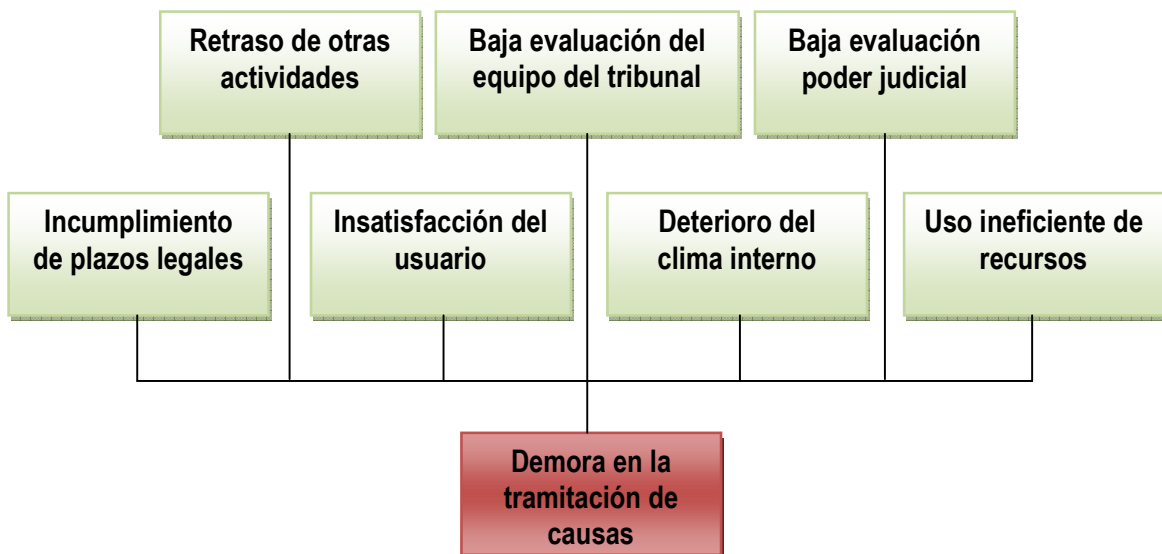 Retraso de otras
actividades
Baja evaluación del
equipo del tribunal
Baja evaluación
poder judicial
Incumplimiento
de plazos legales
Insatisfacción del
usuario
Deterioro del
clima interno
Uso ineficiente de
recursos
Demora en la
tramitación de
causas